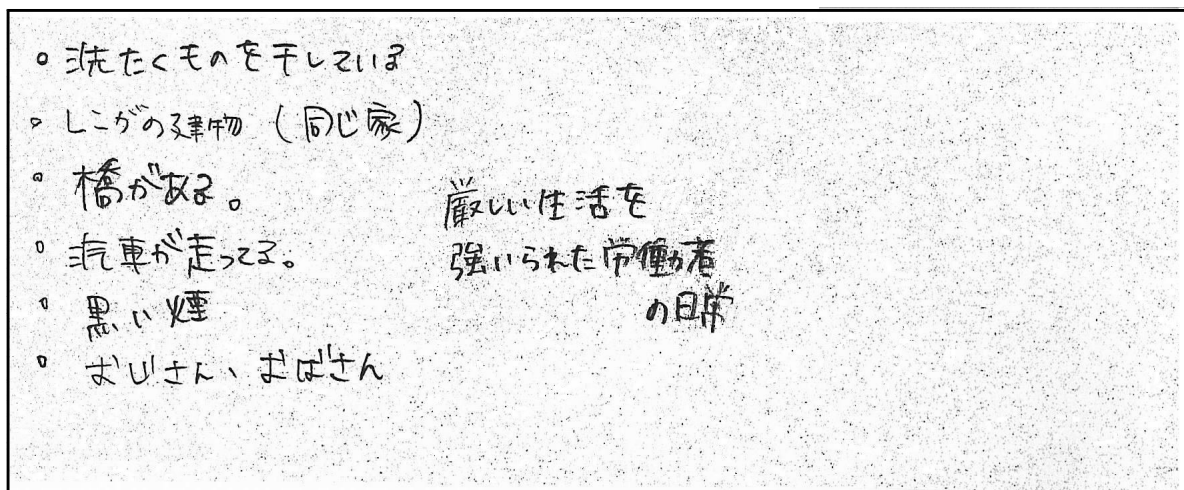 ◦ 洗たくものを干している
◦ レンガの建物 (同じ家)
◦ 橋がある。
◦ 汽車が走ってる。
◦ 黒い煙
◦ おじさん、おばさん
厳しい生活を
強いられた労働者
の日常